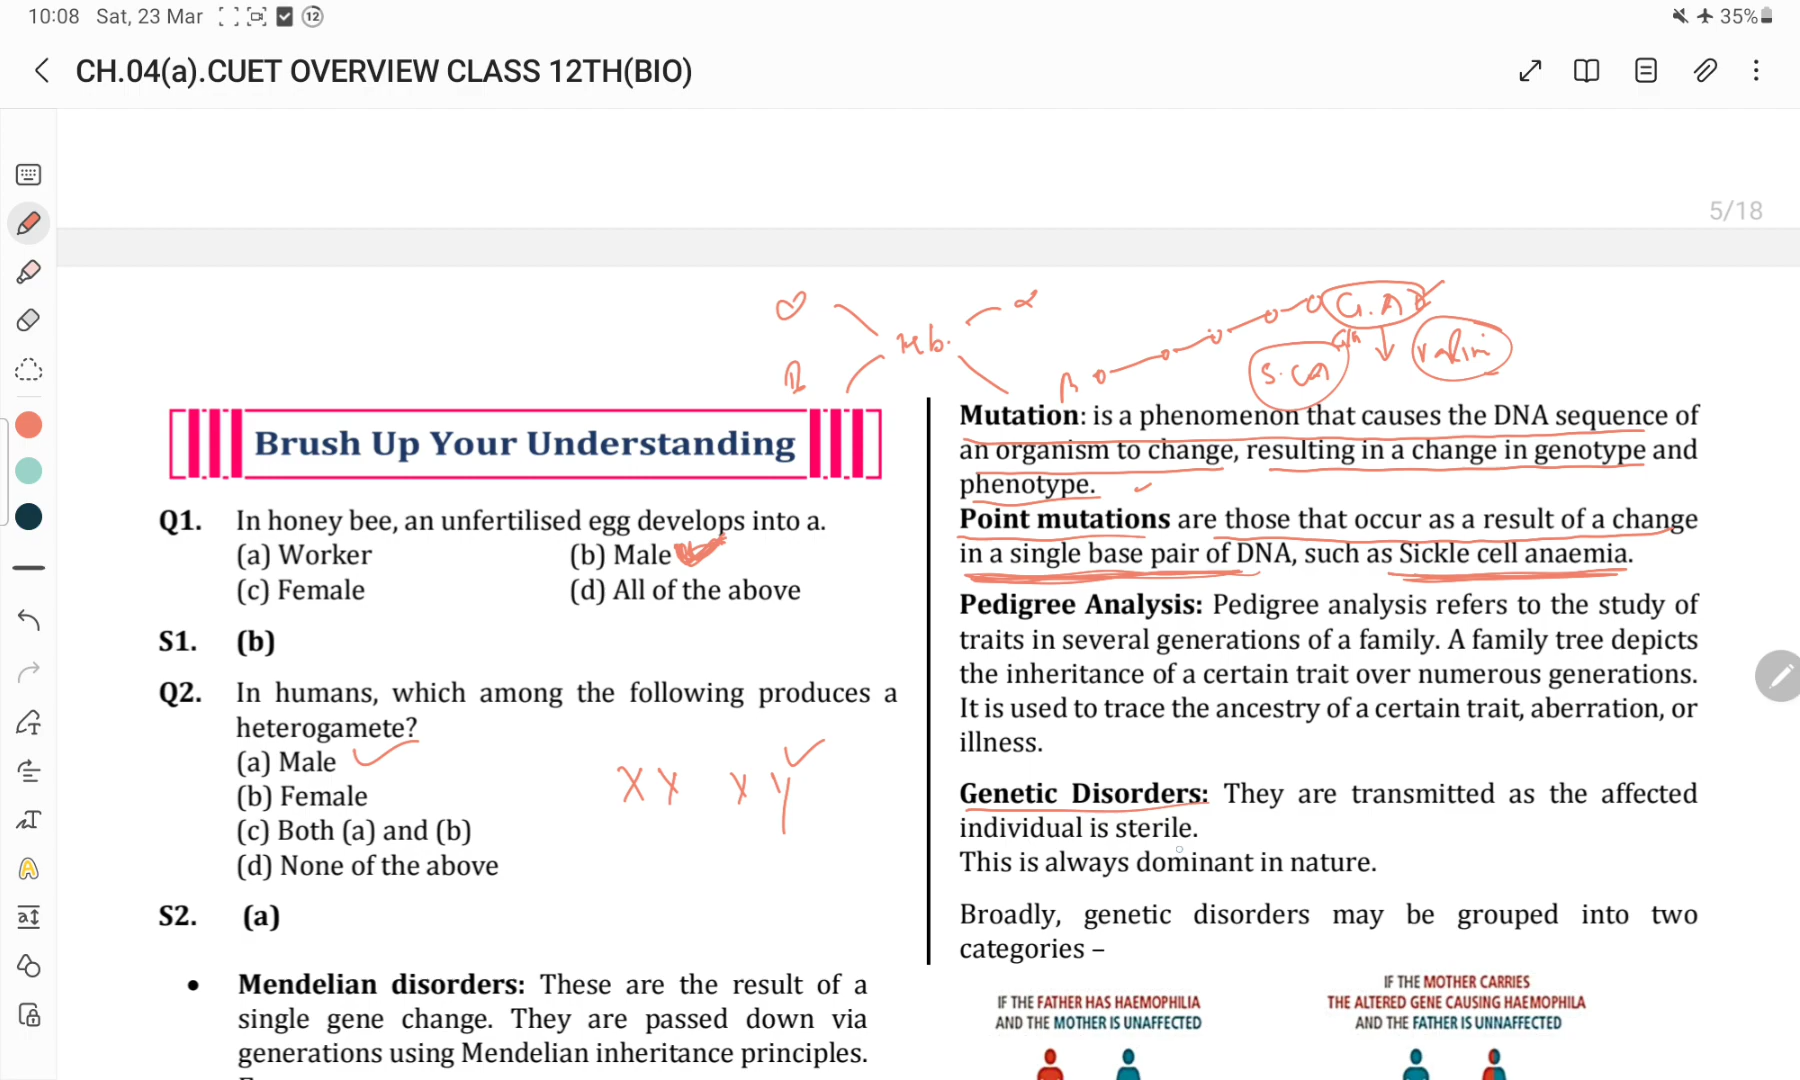 10:08 Sat, 23 Mar 12 35%
CH.04(a).CUET OVERVIEW CLASS 12TH(BIO)
5/18
Hb. α G.A
β S.CA
Brush Up Your Understanding
Q1. In honey bee, an unfertilised egg develops into a.
(a) Worker (b) Male
(c) Female (d) All of the above
S1. (b)
Q2. In humans, which among the following produces a
heterogamete?
(a) Male
(b) Female
(c) Both (a) and (b)
(d) None of the above
XX XY
S2. (a)
• Mendelian disorders: These are the result of a
single gene change. They are passed down via
generations using Mendelian inheritance principles.
Mutation: is a phenomenon that causes the DNA sequence of
an organism to change, resulting in a change in genotype and
phenotype.
Point mutations are those that occur as a result of a change
in a single base pair of DNA, such as Sickle cell anaemia.
Pedigree Analysis: Pedigree analysis refers to the study of
traits in several generations of a family. A family tree depicts
the inheritance of a certain trait over numerous generations.
It is used to trace the ancestry of a certain trait, aberration, or
illness.
Genetic Disorders: They are transmitted as the affected
individual is sterile.
This is always dominant in nature.
Broadly, genetic disorders may be grouped into two
categories –
IF THE FATHER HAS HAEMOPHILIA
AND THE MOTHER IS UNAFFECTED
IF THE MOTHER CARRIES
THE ALTERED GENE CAUSING HAEMOPHILA
AND THE FATHER IS UNNAFFECTED